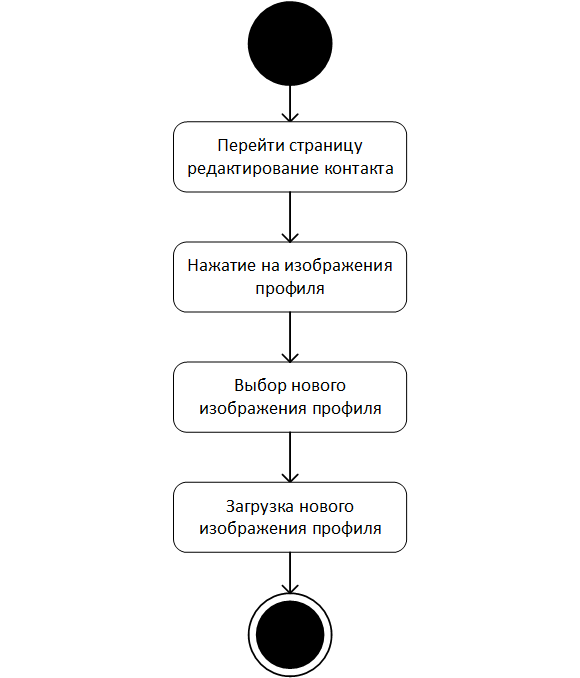 Перейти страницу
редактирование контакта
Нажатие на изображения
профиля
Выбор нового
изображения профиля
Загрузка нового
изображения профиля